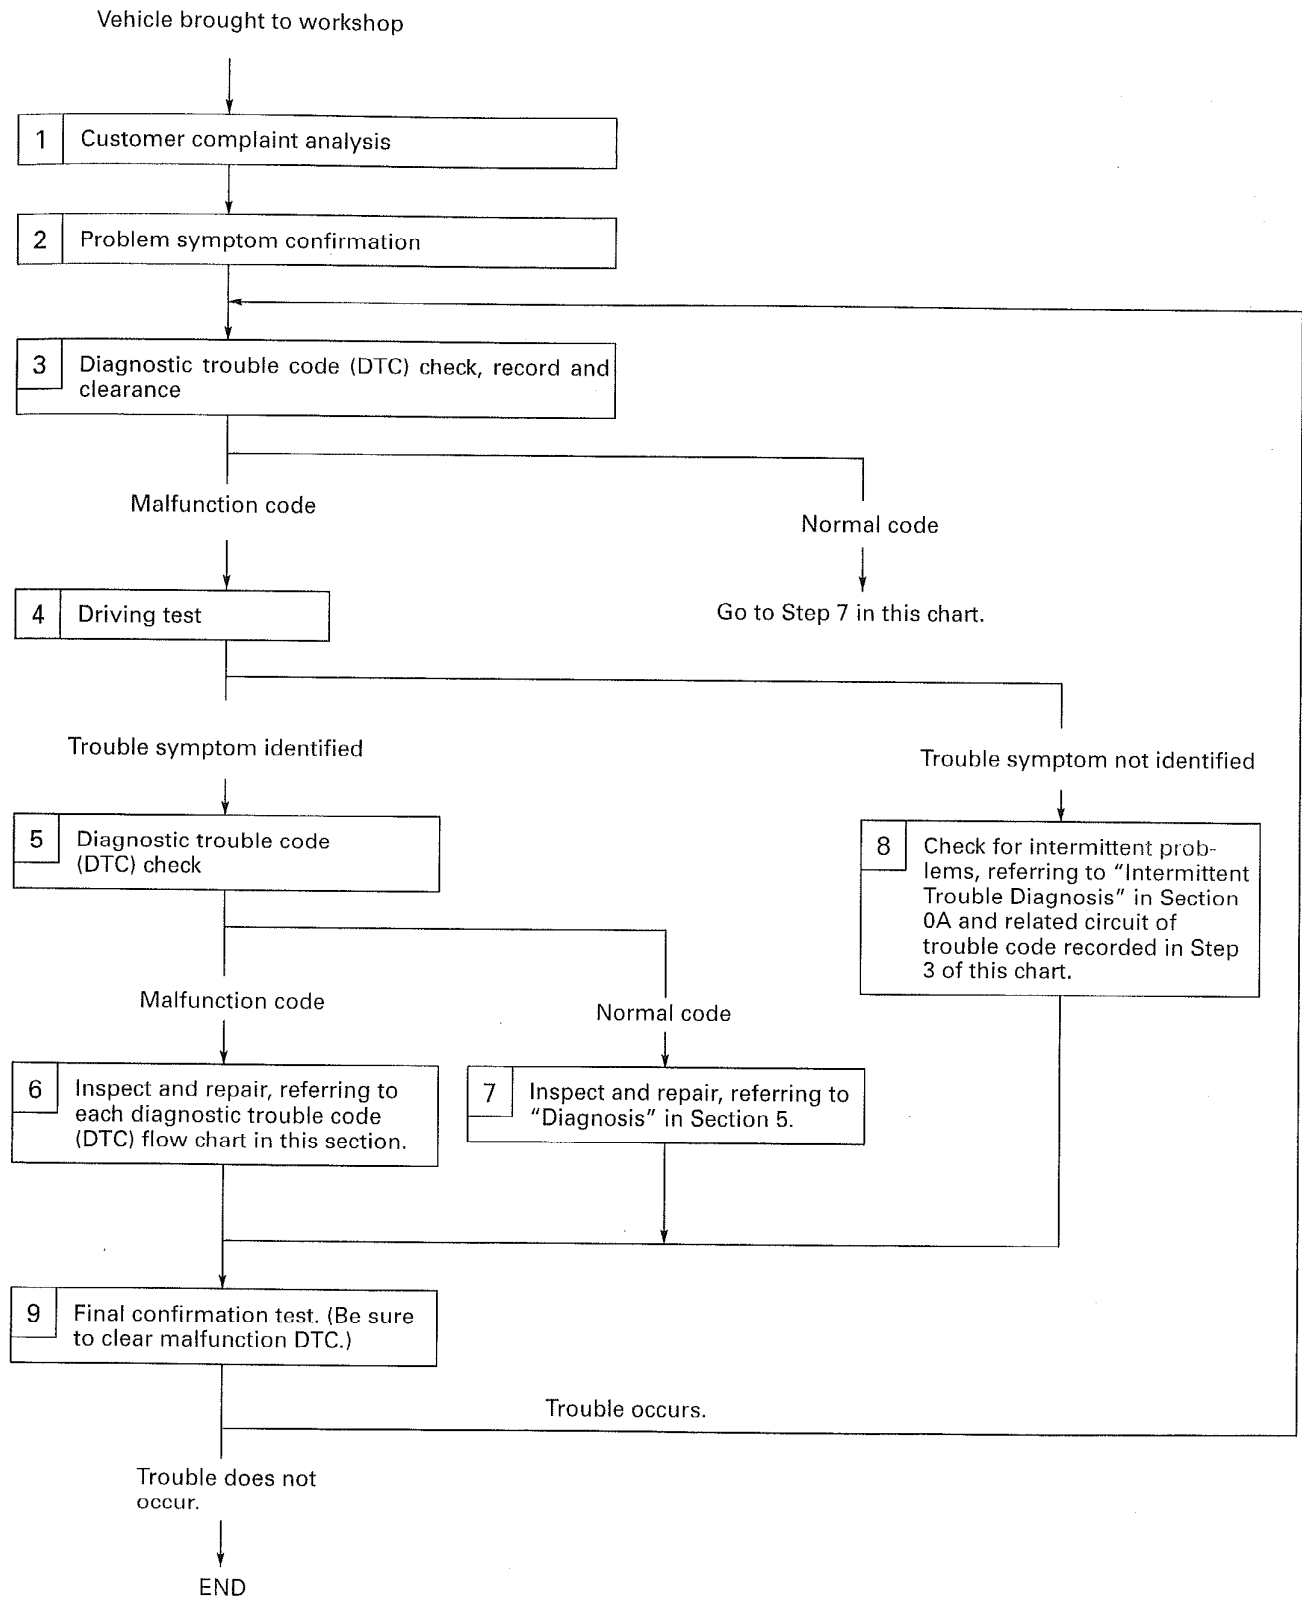 Vehicle brought to workshop
1 Customer complaint analysis
2 Problem symptom confirmation
3 Diagnostic trouble code (DTC) check, record and
clearance
Malfunction code
Normal code
4 Driving test
Go to Step 7 in this chart.
Trouble symptom identified
Trouble symptom not identified
5 Diagnostic trouble code
(DTC) check
8 Check for intermittent prob-
lems, referring to “Intermittent
Trouble Diagnosis” in Section
0A and related circuit of
trouble code recorded in Step
3 of this chart.
Malfunction code
Normal code
6 Inspect and repair, referring to
each diagnostic trouble code
(DTC) flow chart in this section.
7 Inspect and repair, referring to
“Diagnosis” in Section 5.
9 Final confirmation test. (Be sure
to clear malfunction DTC.)
Trouble occurs.
Trouble does not
occur.
END